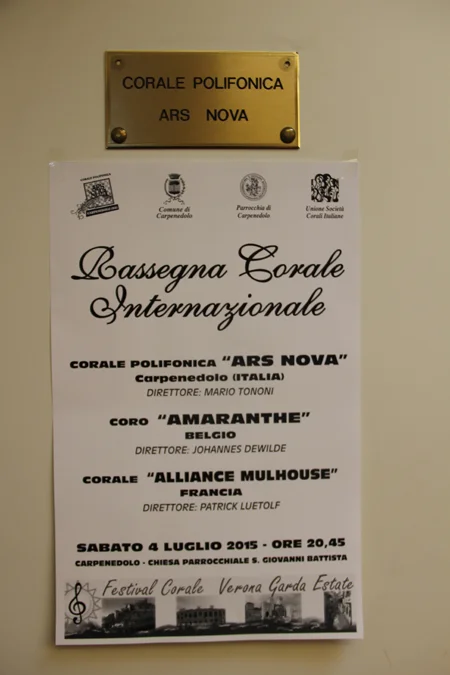 CORALE POLIFONICA
ARS NOVA
Comune di
Carpenedolo
Parrocchia di
Carpenedolo
Unione Società
Corali Italiane
Rassegna Corale
Internazionale
CORALE POLIFONICA "ARS NOVA"
Carpenedolo (ITALIA)
DIRETTORE: MARIO TONONI
CORO "AMARANTHE"
BELGIO
DIRETTORE: JOHANNES DEWILDE
CORALE "ALLIANCE MULHOUSE"
FRANCIA
DIRETTORE: PATRICK LUETOLF
SABATO 4 LUGLIO 2015 - ORE 20,45
CARPENEDOLO - CHIESA PARROCCHIALE S. GIOVANNI BATTISTA
Festival Corale Verona Garda Estate